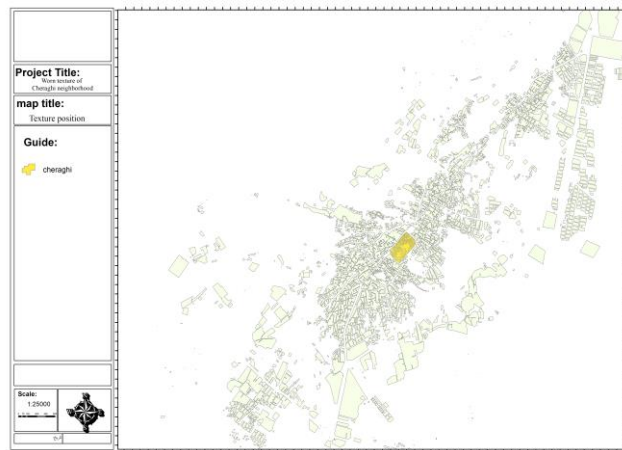 Project Title:
Worn texture of
Cheraghi neighborhood
map title:
Texture position
Guide:
cheraghi
Scale:
1:25000